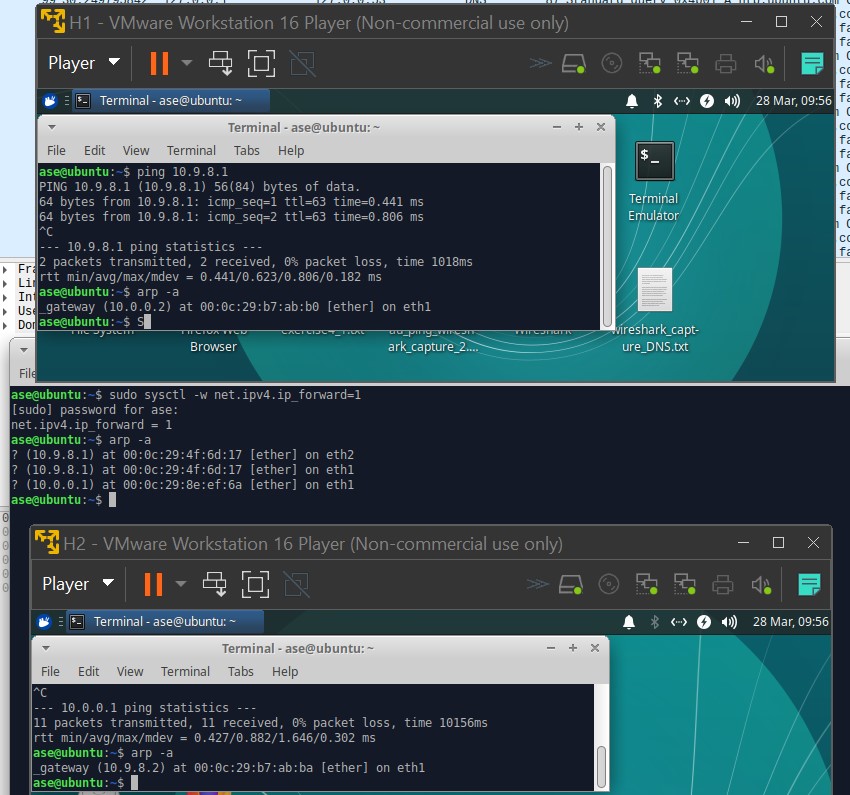 H1 - VMware Workstation 16 Player (Non-commercial use only)
Player
Terminal - ase@ubuntu: ~
28 Mar, 09:56
Terminal - ase@ubuntu: ~
File Edit View Terminal Tabs Help
ase@ubuntu:~$ ping 10.9.8.1
PING 10.9.8.1 (10.9.8.1) 56(84) bytes of data.
64 bytes from 10.9.8.1: icmp_seq=1 ttl=63 time=0.441 ms
64 bytes from 10.9.8.1: icmp_seq=2 ttl=63 time=0.806 ms
^C
--- 10.9.8.1 ping statistics ---
2 packets transmitted, 2 received, 0% packet loss, time 1018ms
rtt min/avg/max/mdev = 0.441/0.623/0.806/0.182 ms
ase@ubuntu:~$ arp -a
_gateway (10.0.0.2) at 00:0c:29:b7:ab:b0 [ether] on eth1
ase@ubuntu:~$ S
Terminal
Emulator
wireshark_capt-
ure_DNS.txt
Browser
ark_capture_2....
ase@ubuntu:~$ sudo sysctl -w net.ipv4.ip_forward=1
[sudo] password for ase:
net.ipv4.ip_forward = 1
ase@ubuntu:~$ arp -a
? (10.9.8.1) at 00:0c:29:4f:6d:17 [ether] on eth2
? (10.9.8.1) at 00:0c:29:4f:6d:17 [ether] on eth1
? (10.0.0.1) at 00:0c:29:8e:ef:6a [ether] on eth1
ase@ubuntu:~$
H2 - VMware Workstation 16 Player (Non-commercial use only)
Player
Terminal - ase@ubuntu: ~
28 Mar, 09:56
Terminal - ase@ubuntu: ~
File Edit View Terminal Tabs Help
^C
--- 10.0.0.1 ping statistics ---
11 packets transmitted, 11 received, 0% packet loss, time 10156ms
rtt min/avg/max/mdev = 0.427/0.882/1.646/0.302 ms
ase@ubuntu:~$ arp -a
_gateway (10.9.8.2) at 00:0c:29:b7:ab:ba [ether] on eth1
ase@ubuntu:~$